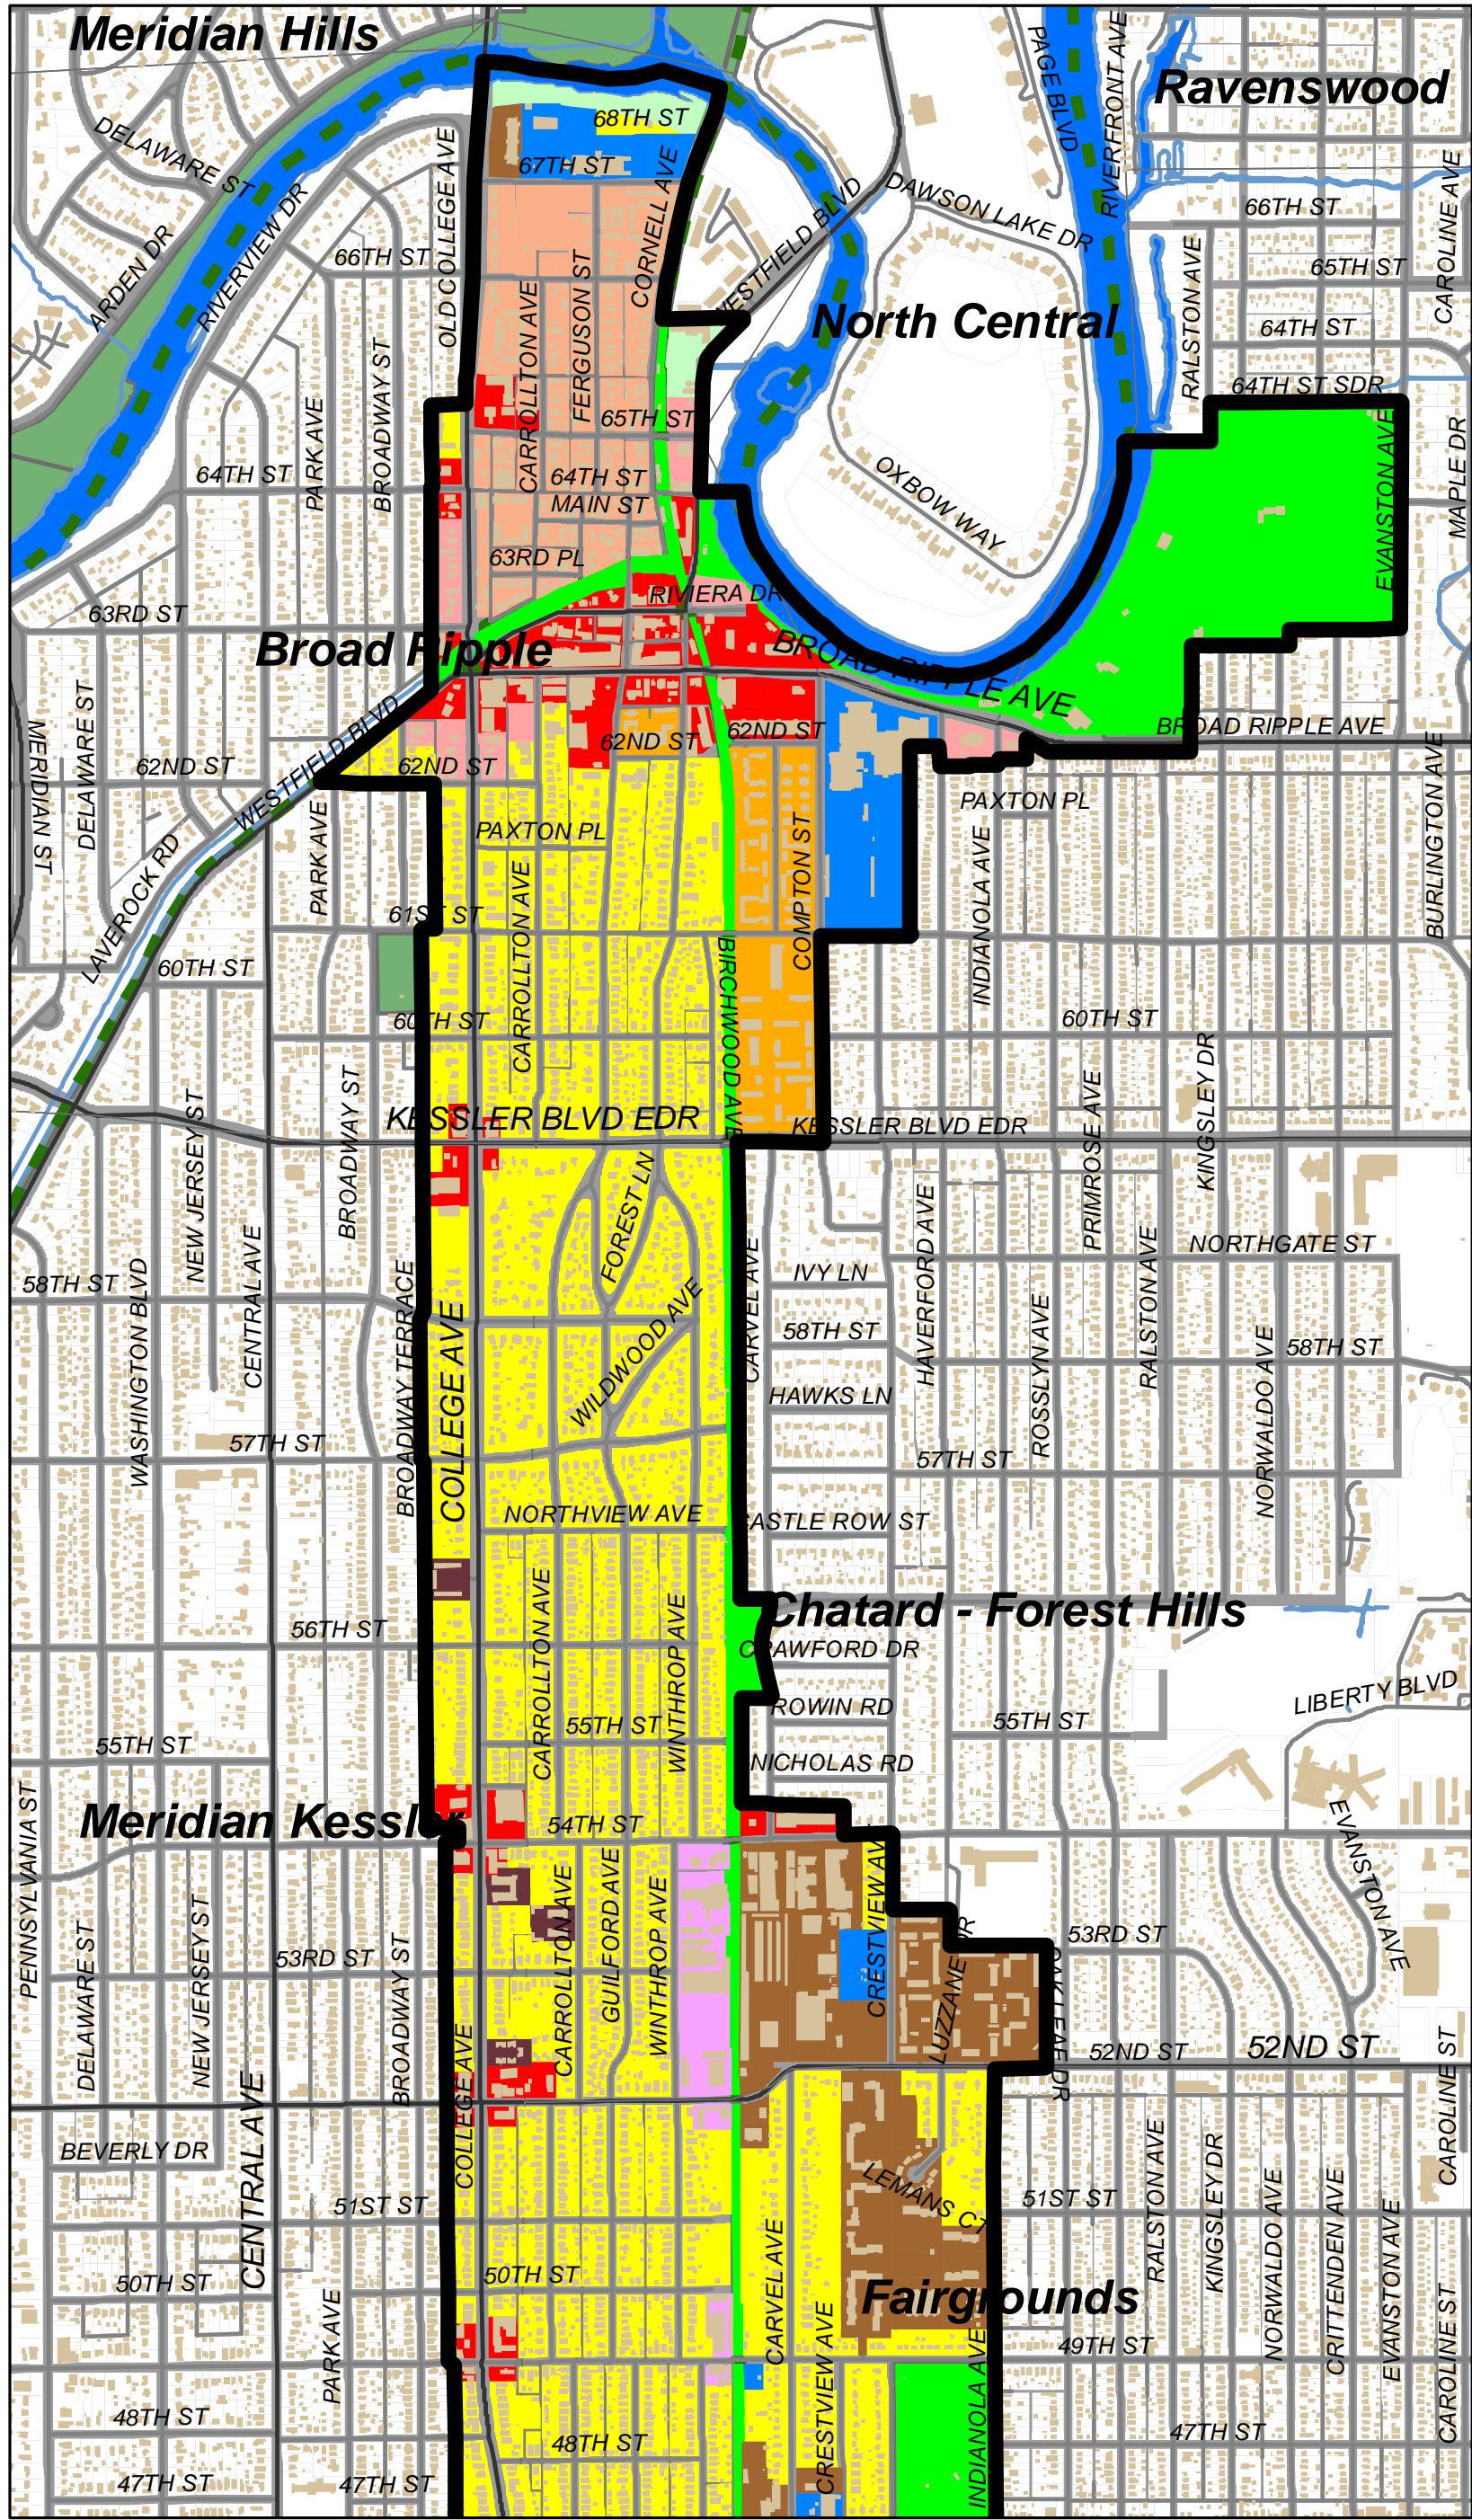 Meridian Hills
Ravenswood
PAGE BLVD
RIVERFRONT AVE
68TH ST
67TH ST
DELAWARE ST
OLD COLLEGE AVE
CORNELL AVE
WESTFIELD BLVD
DAWSON LAKE DR
CAROLINE AVE
66TH ST
RIVERVIEW DR
ARDEN DR
66TH ST
65TH ST
RALSTON AVE
CARROLLTON AVE
FERGUSON ST
North Central
64TH ST
64TH ST SDR
BROADWAY ST
PARK AVE
65TH ST
64TH ST
64TH ST
MAIN ST
OXBOW WAY
EVANSTON AVE
MAPLE DR
63RD PL
RIVIERA DR
63RD ST
Broad Ripple
BROAD RIPPLE AVE
BROAD RIPPLE AVE
MERIDIAN ST
DELAWARE ST
62ND ST
WESTFIELD BLVD
62ND ST
62ND ST
62ND ST
BURLINGTON AVE
PAXTON PL
PAXTON PL
LAVEROCK RD
PARK AVE
CARROLLTON AVE
COMPTON ST
INDIANOLA AVE
61ST ST
60TH ST
60TH ST
60TH ST
BIRCHWOOD AVE
KINGSLEY DR
PRIMROSE AVE
NEW JERSEY ST
BROADWAY ST
KESSLER BLVD EDR
KESSLER BLVD EDR
FOREST LN
HAVERFORD AVE
NORTHGATE ST
58TH ST
WASHINGTON BLVD
CENTRAL AVE
BROADWAY TERRACE
COLLEGE AVE
WILDWOOD AVE
CARVEL AVE
IVY LN
58TH ST
ROSSLYN AVE
RALSTON AVE
NORWALDO AVE
58TH ST
HAWKS LN
57TH ST
57TH ST
NORTHVIEW AVE
CASTLE ROW ST
CARROLLTON AVE
WINTHROP AVE
Chatard - Forest Hills
56TH ST
CRAWFORD DR
ROWIN RD
LIBERTY BLVD
55TH ST
55TH ST
55TH ST
NICHOLAS RD
PENNSYLVANIA ST
Meridian Kessler
54TH ST
EVANSTON AVE
CRESTVIEW AVE
CARROLLTON AVE
GUILFORD AVE
WINTHROP AVE
DELAWARE ST
NEW JERSEY ST
53RD ST
BROADWAY ST
53RD ST
LUZZANE DR
OAK LEAF DR
52ND ST
52ND ST
CENTRAL AVE
COLLEGE AVE
CAROLINE ST
BEVERLY DR
LEMANS CT
51ST ST
51ST ST
RALSTON AVE
KINGSLEY DR
NORWALDO AVE
CRITTENDEN AVE
EVANSTON AVE
CAROLINE ST
50TH ST
50TH ST
CARVEL AVE
CRESTVIEW AVE
Fairgrounds
INDIANOLA AVE
49TH ST
PARK AVE
48TH ST
48TH ST
47TH ST
47TH ST
47TH ST